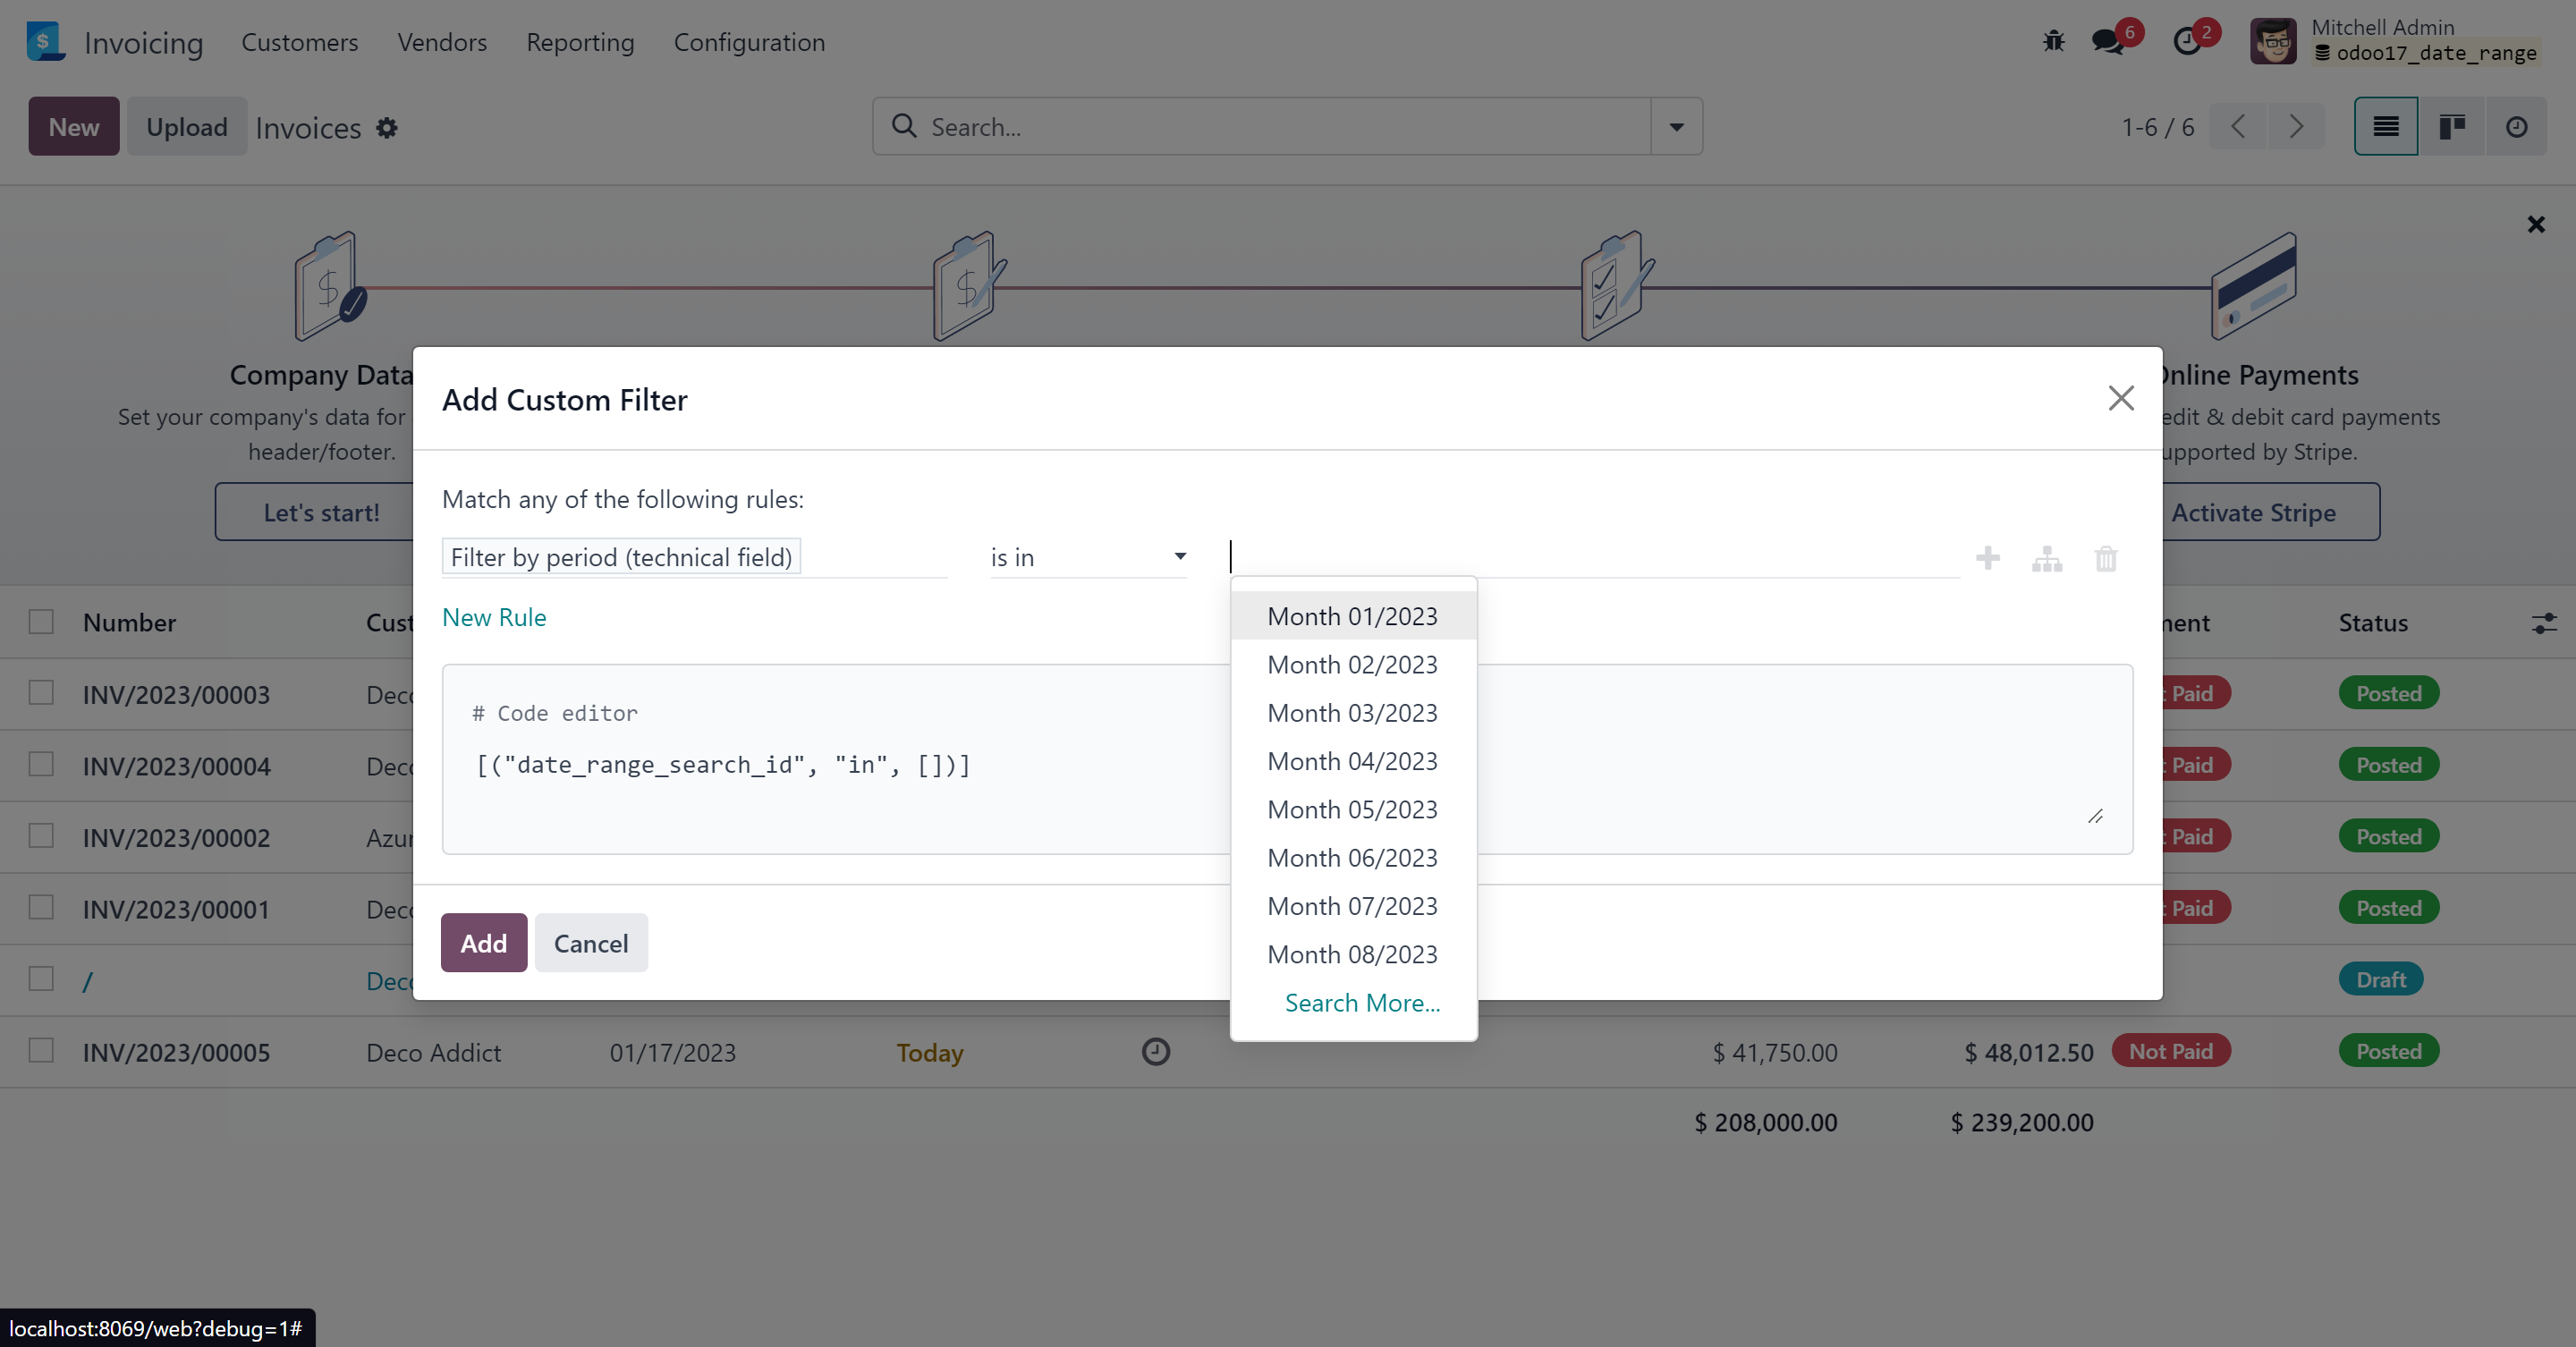 Invoicing Customers Vendors Reporting Configuration
6
2
Mitchell Admin
odoo17_date_range
New Upload Invoices
Search...
1-6 / 6
Company Data
Set your company's data for
header/footer.
Let's start!
Online Payments
edit & debit card payments
upported by Stripe.
Activate Stripe
Add Custom Filter
Match any of the following rules:
Filter by period (technical field) is in
New Rule
# Code editor
[("date_range_search_id", "in", [])]
Add Cancel
Month 01/2023
Month 02/2023
Month 03/2023
Month 04/2023
Month 05/2023
Month 06/2023
Month 07/2023
Month 08/2023
Search More...
Number Cust ment Status
INV/2023/00003 Deco t Paid Posted
INV/2023/00004 Deco t Paid Posted
INV/2023/00002 Azur t Paid Posted
INV/2023/00001 Deco t Paid Posted
/ Deco Draft
INV/2023/00005 Deco Addict 01/17/2023 Today $ 41,750.00 $ 48,012.50 Not Paid Posted
$ 208,000.00 $ 239,200.00
localhost:8069/web?debug=1#